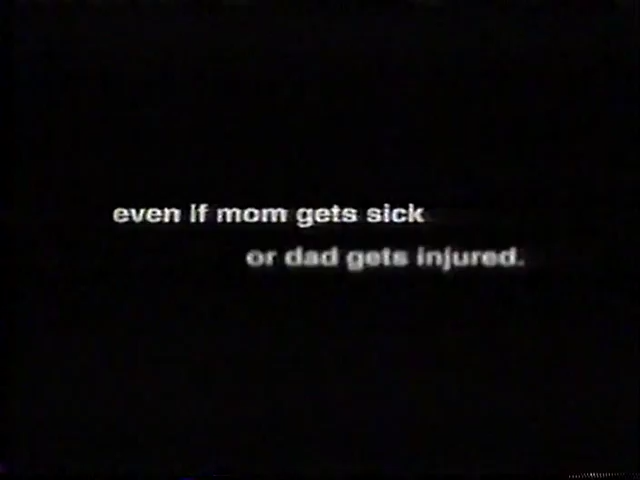 even if mom gets sick
or dad gets injured.